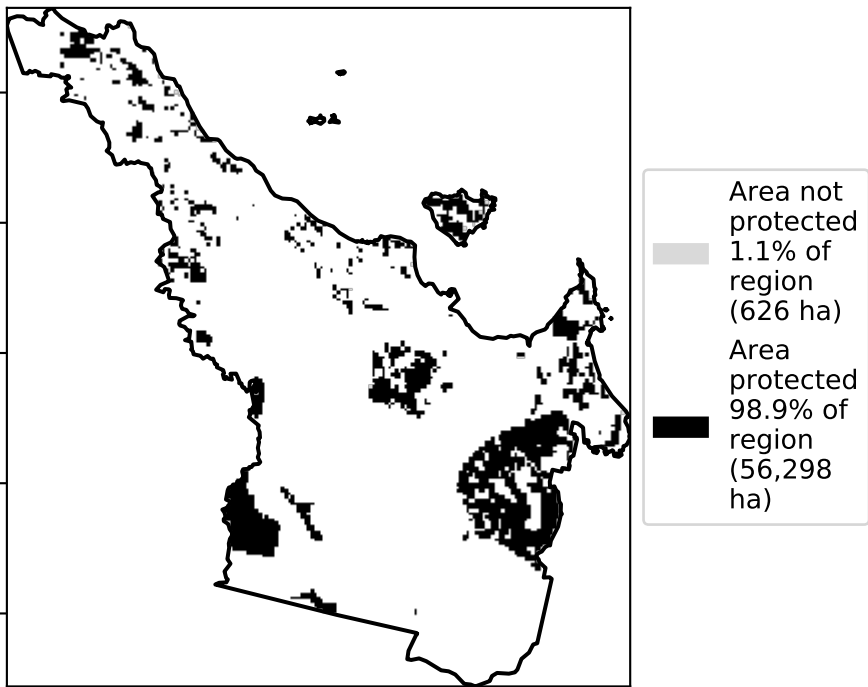 Area not
protected
1.1% of
region
(626 ha)
Area
protected
98.9% of
region
(56,298
ha)